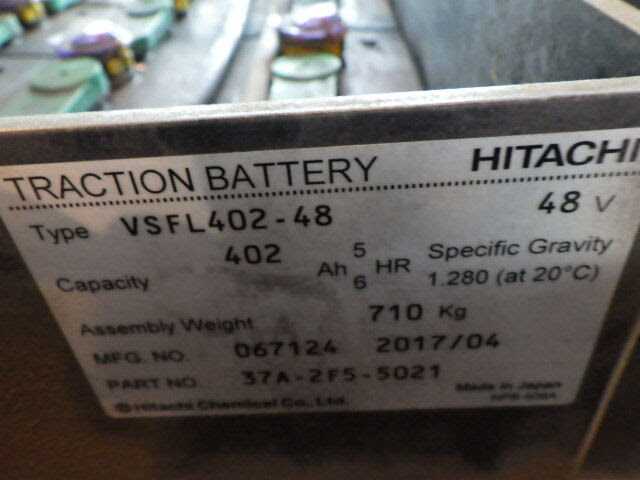 TRACTION BATTERY HITACHI
Type VSFL402-48 48 V
Capacity 402 Ah 5 HR Specific Gravity
6 1.280 (at 20°C)
Assembly Weight 710 Kg
MFG. NO. 067124 2017/04
PART NO. 37A-2F5-5021
Made in Japan
©Hitachi Chemical Co., Ltd.